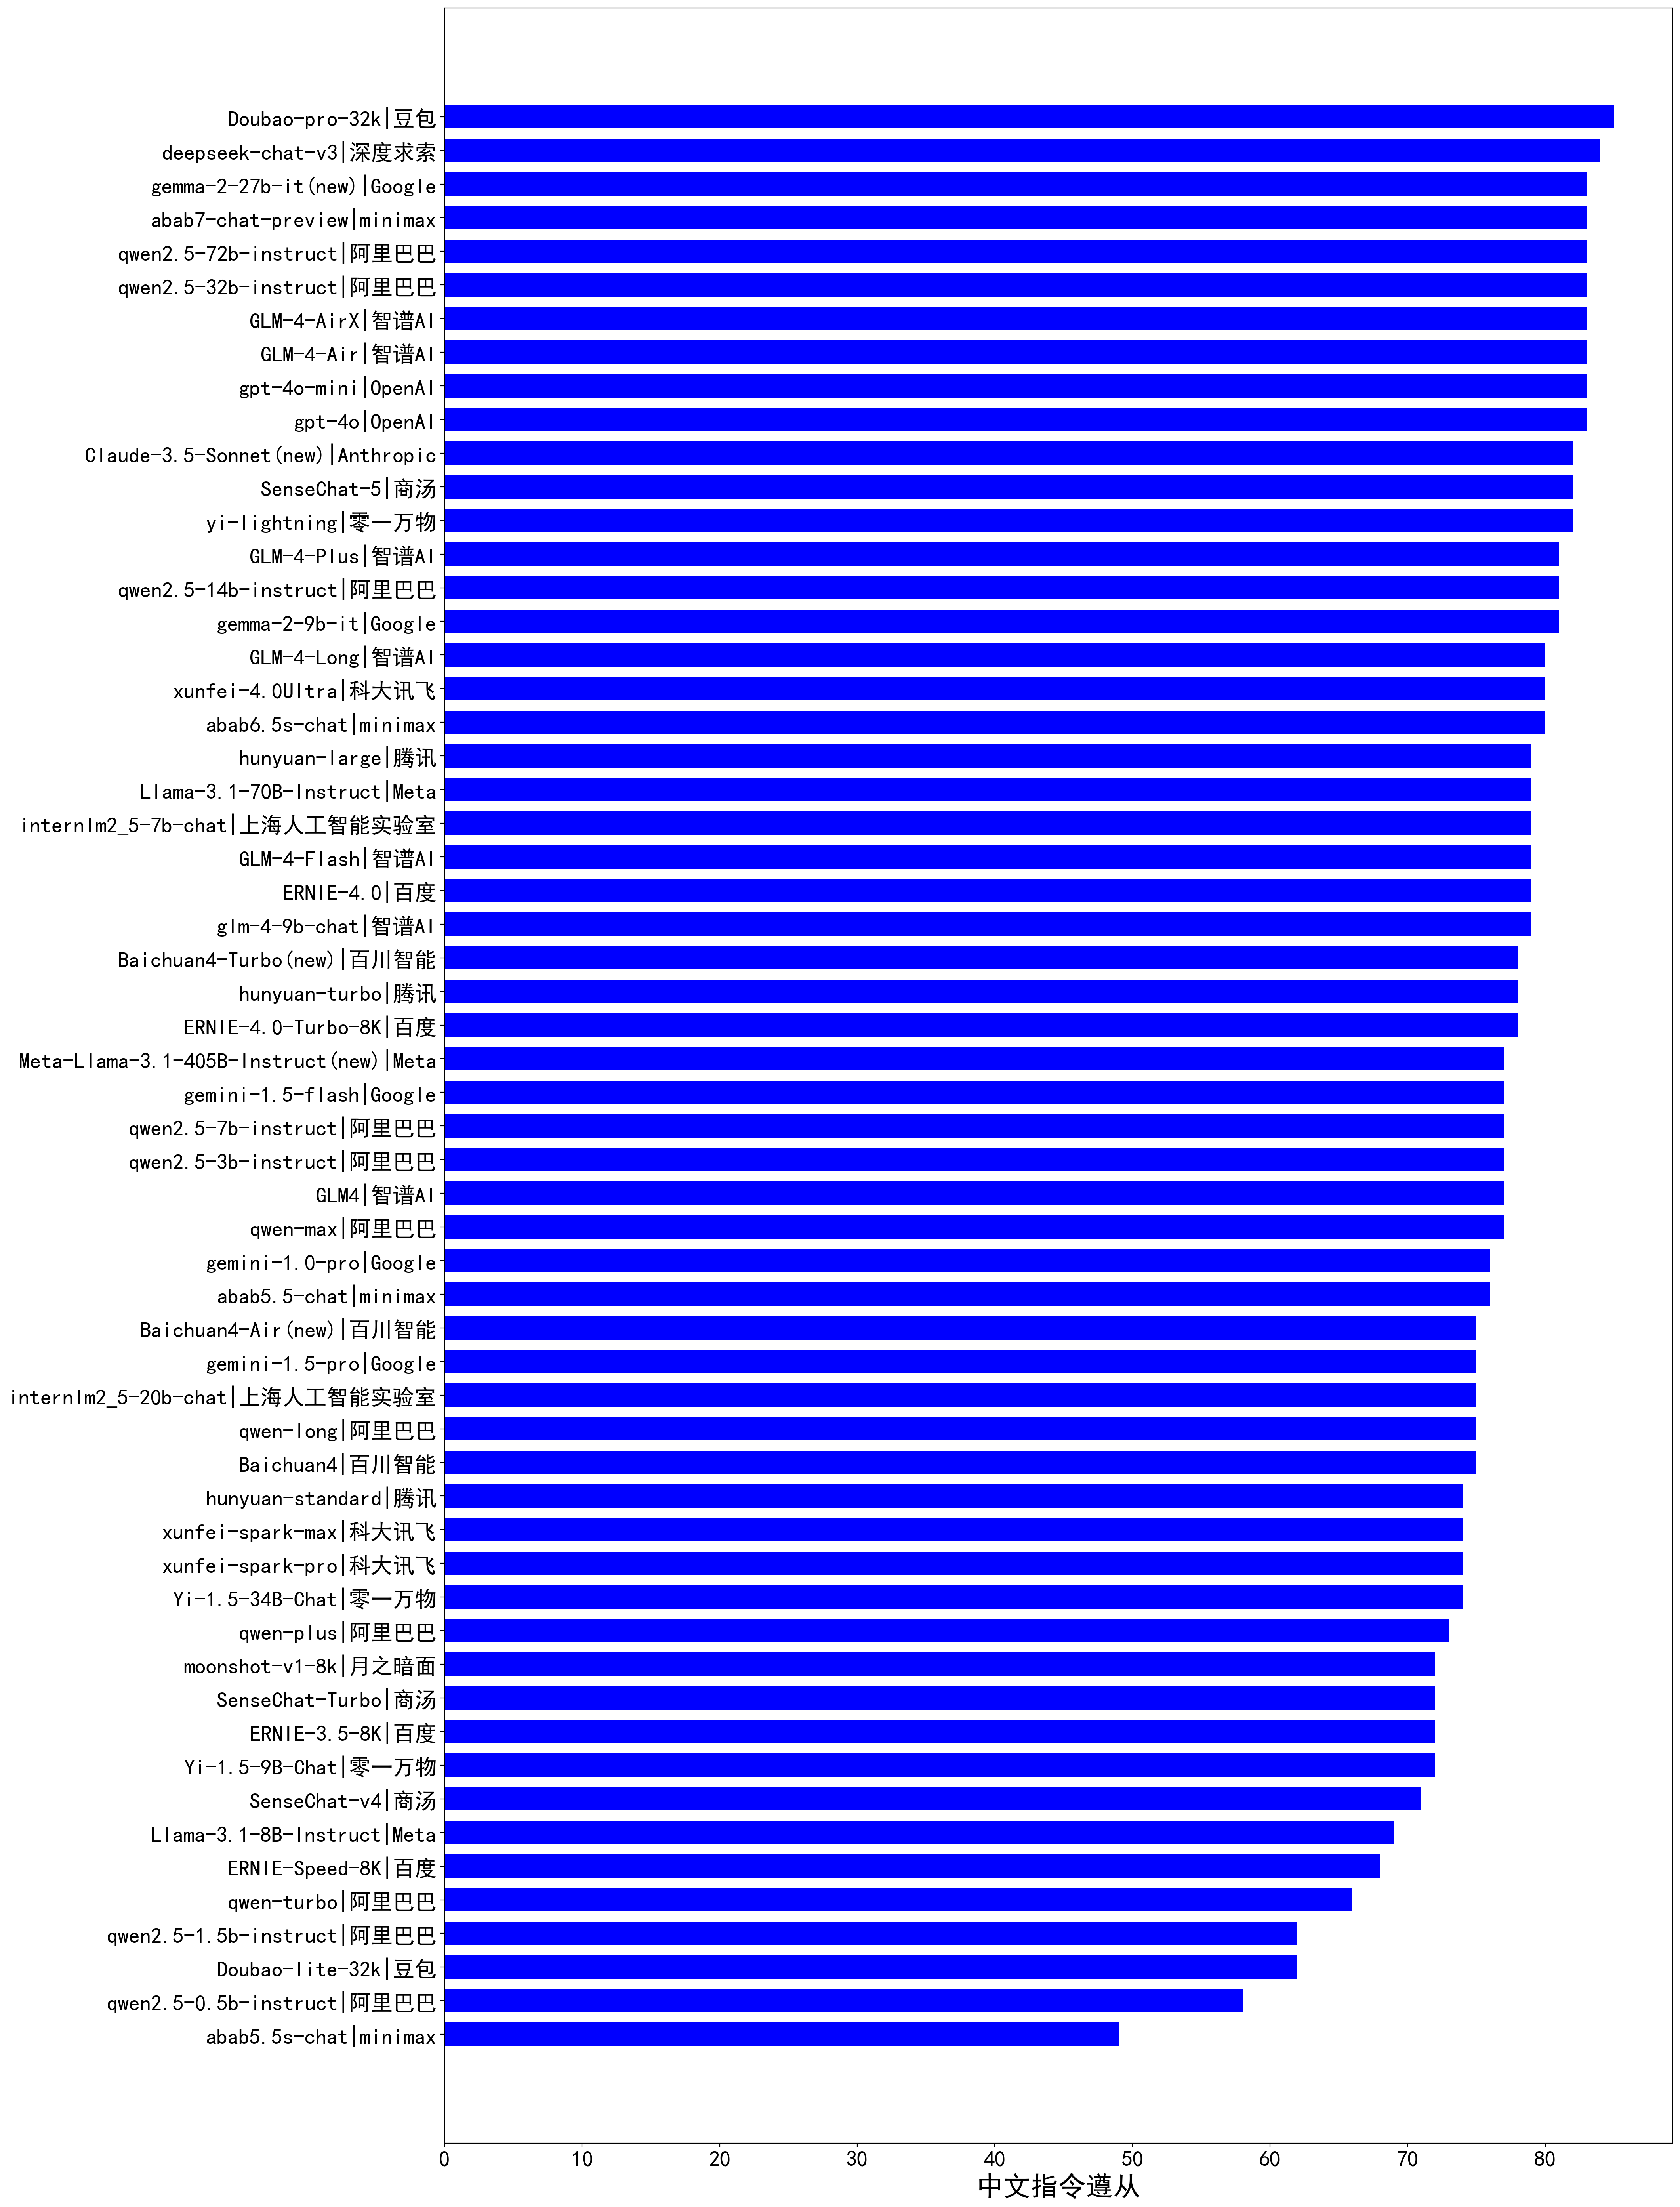 Doubao-pro-32k|豆包
deepseek-chat-v3|深度求索
gemma-2-27b-it(new)|Google
abab7-chat-preview|minimax
qwen2.5-72b-instruct|阿里巴巴
qwen2.5-32b-instruct|阿里巴巴
GLM-4-AirX|智谱AI
GLM-4-Air|智谱AI
gpt-4o-mini|OpenAI
gpt-4o|OpenAI
Claude-3.5-Sonnet(new)|Anthropic
SenseChat-5|商汤
yi-lightning|零一万物
GLM-4-Plus|智谱AI
qwen2.5-14b-instruct|阿里巴巴
gemma-2-9b-it|Google
GLM-4-Long|智谱AI
xunfei-4.0Ultra|科大讯飞
abab6.5s-chat|minimax
hunyuan-large|腾讯
Llama-3.1-70B-Instruct|Meta
internlm2_5-7b-chat|上海人工智能实验室
GLM-4-Flash|智谱AI
ERNIE-4.0|百度
glm-4-9b-chat|智谱AI
Baichuan4-Turbo(new)|百川智能
hunyuan-turbo|腾讯
ERNIE-4.0-Turbo-8K|百度
Meta-Llama-3.1-405B-Instruct(new)|Meta
gemini-1.5-flash|Google
qwen2.5-7b-instruct|阿里巴巴
qwen2.5-3b-instruct|阿里巴巴
GLM4|智谱AI
qwen-max|阿里巴巴
gemini-1.0-pro|Google
abab5.5-chat|minimax
Baichuan4-Air(new)|百川智能
gemini-1.5-pro|Google
internlm2_5-20b-chat|上海人工智能实验室
qwen-long|阿里巴巴
Baichuan4|百川智能
hunyuan-standard|腾讯
xunfei-spark-max|科大讯飞
xunfei-spark-pro|科大讯飞
Yi-1.5-34B-Chat|零一万物
qwen-plus|阿里巴巴
moonshot-v1-8k|月之暗面
SenseChat-Turbo|商汤
ERNIE-3.5-8K|百度
Yi-1.5-9B-Chat|零一万物
SenseChat-v4|商汤
Llama-3.1-8B-Instruct|Meta
ERNIE-Speed-8K|百度
qwen-turbo|阿里巴巴
qwen2.5-1.5b-instruct|阿里巴巴
Doubao-lite-32k|豆包
qwen2.5-0.5b-instruct|阿里巴巴
abab5.5s-chat|minimax
0 10 20 30 40 50 60 70 80
中文指令遵从